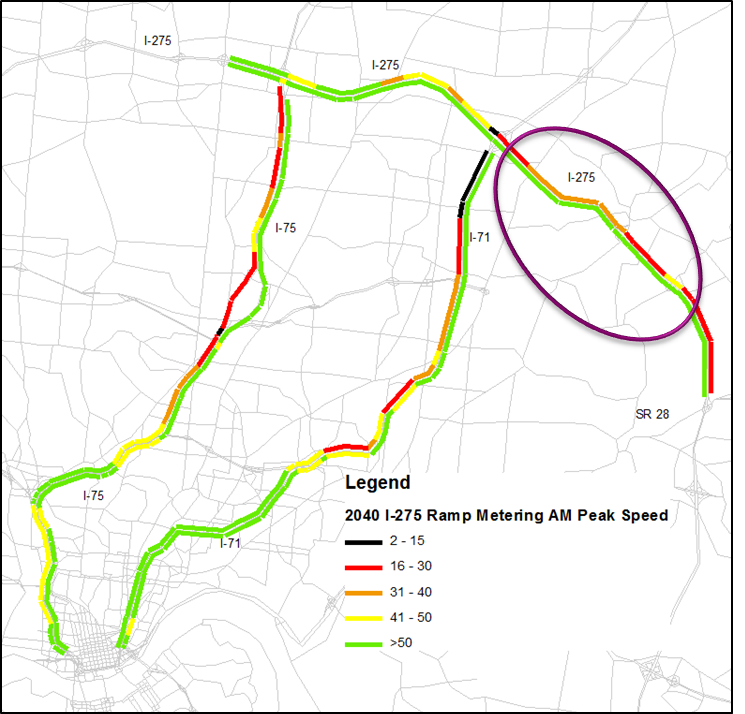 I-275
I-275
I-275
I-75
I-71
SR 28
I-75
I-71
Legend
2040 I-275 Ramp Metering AM Peak Speed
2 - 15
16 - 30
31 - 40
41 - 50
>50